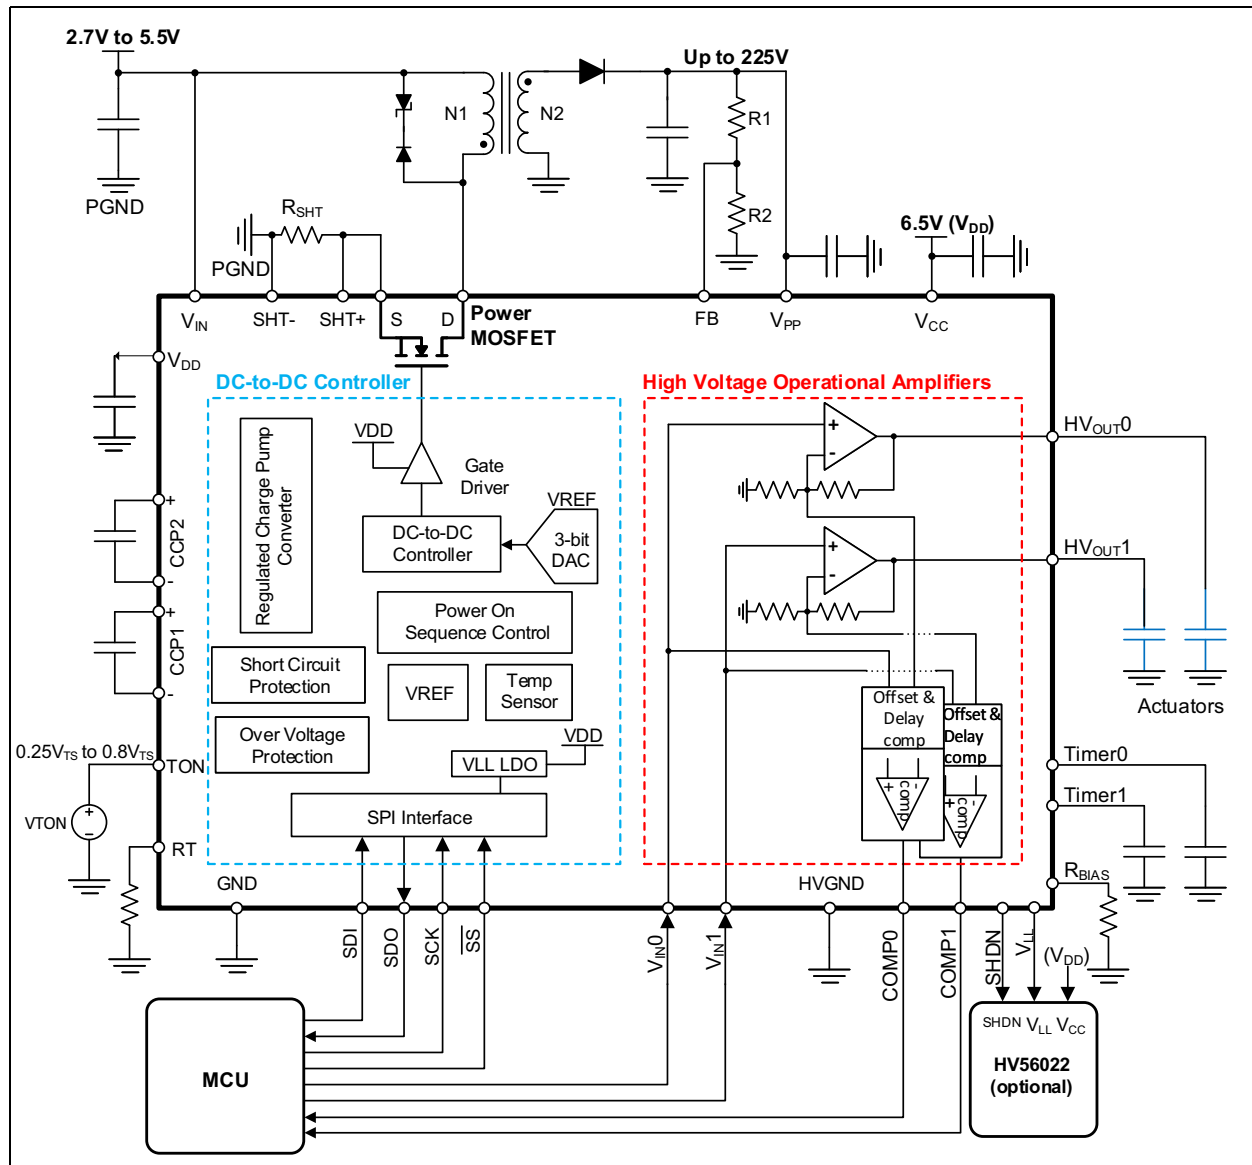 2.7V to 5.5V
Up to 225V
N1
N2
R1
R2
PGND
RSHT
PGND
6.5V (VDD)
VIN
SHT-
SHT+
S
D
Power
MOSFET
FB
VPP
VCC
VDD
DC-to-DC Controller
High Voltage Operational Amplifiers
HVOUT0
VDD
Gate
Driver
Regulated Charge Pump
Converter
VREF
3-bit
DAC
DC-to-DC
Controller
+
-
+
-
HVOUT1
+
CCP2
-
+
CCP1
-
Power On
Sequence Control
Short Circuit
Protection
VREF
Temp
Sensor
Over Voltage
Protection
VDD
VLL LDO
SPI Interface
Offset &
Delay
comp
Offset &
Delay
comp
+
-
comp
+
-
comp
Actuators
0.25VTS to 0.8VTS
TON
Timer0
Timer1
+
VTON
−
RT
RBIAS
GND
HVGND
SDI
SDO
SCK
SS
VIN0
VIN1
COMP0
COMP1
SHDN
VLL
(VDD)
MCU
SHDN VLL VCC
HV56022
(optional)